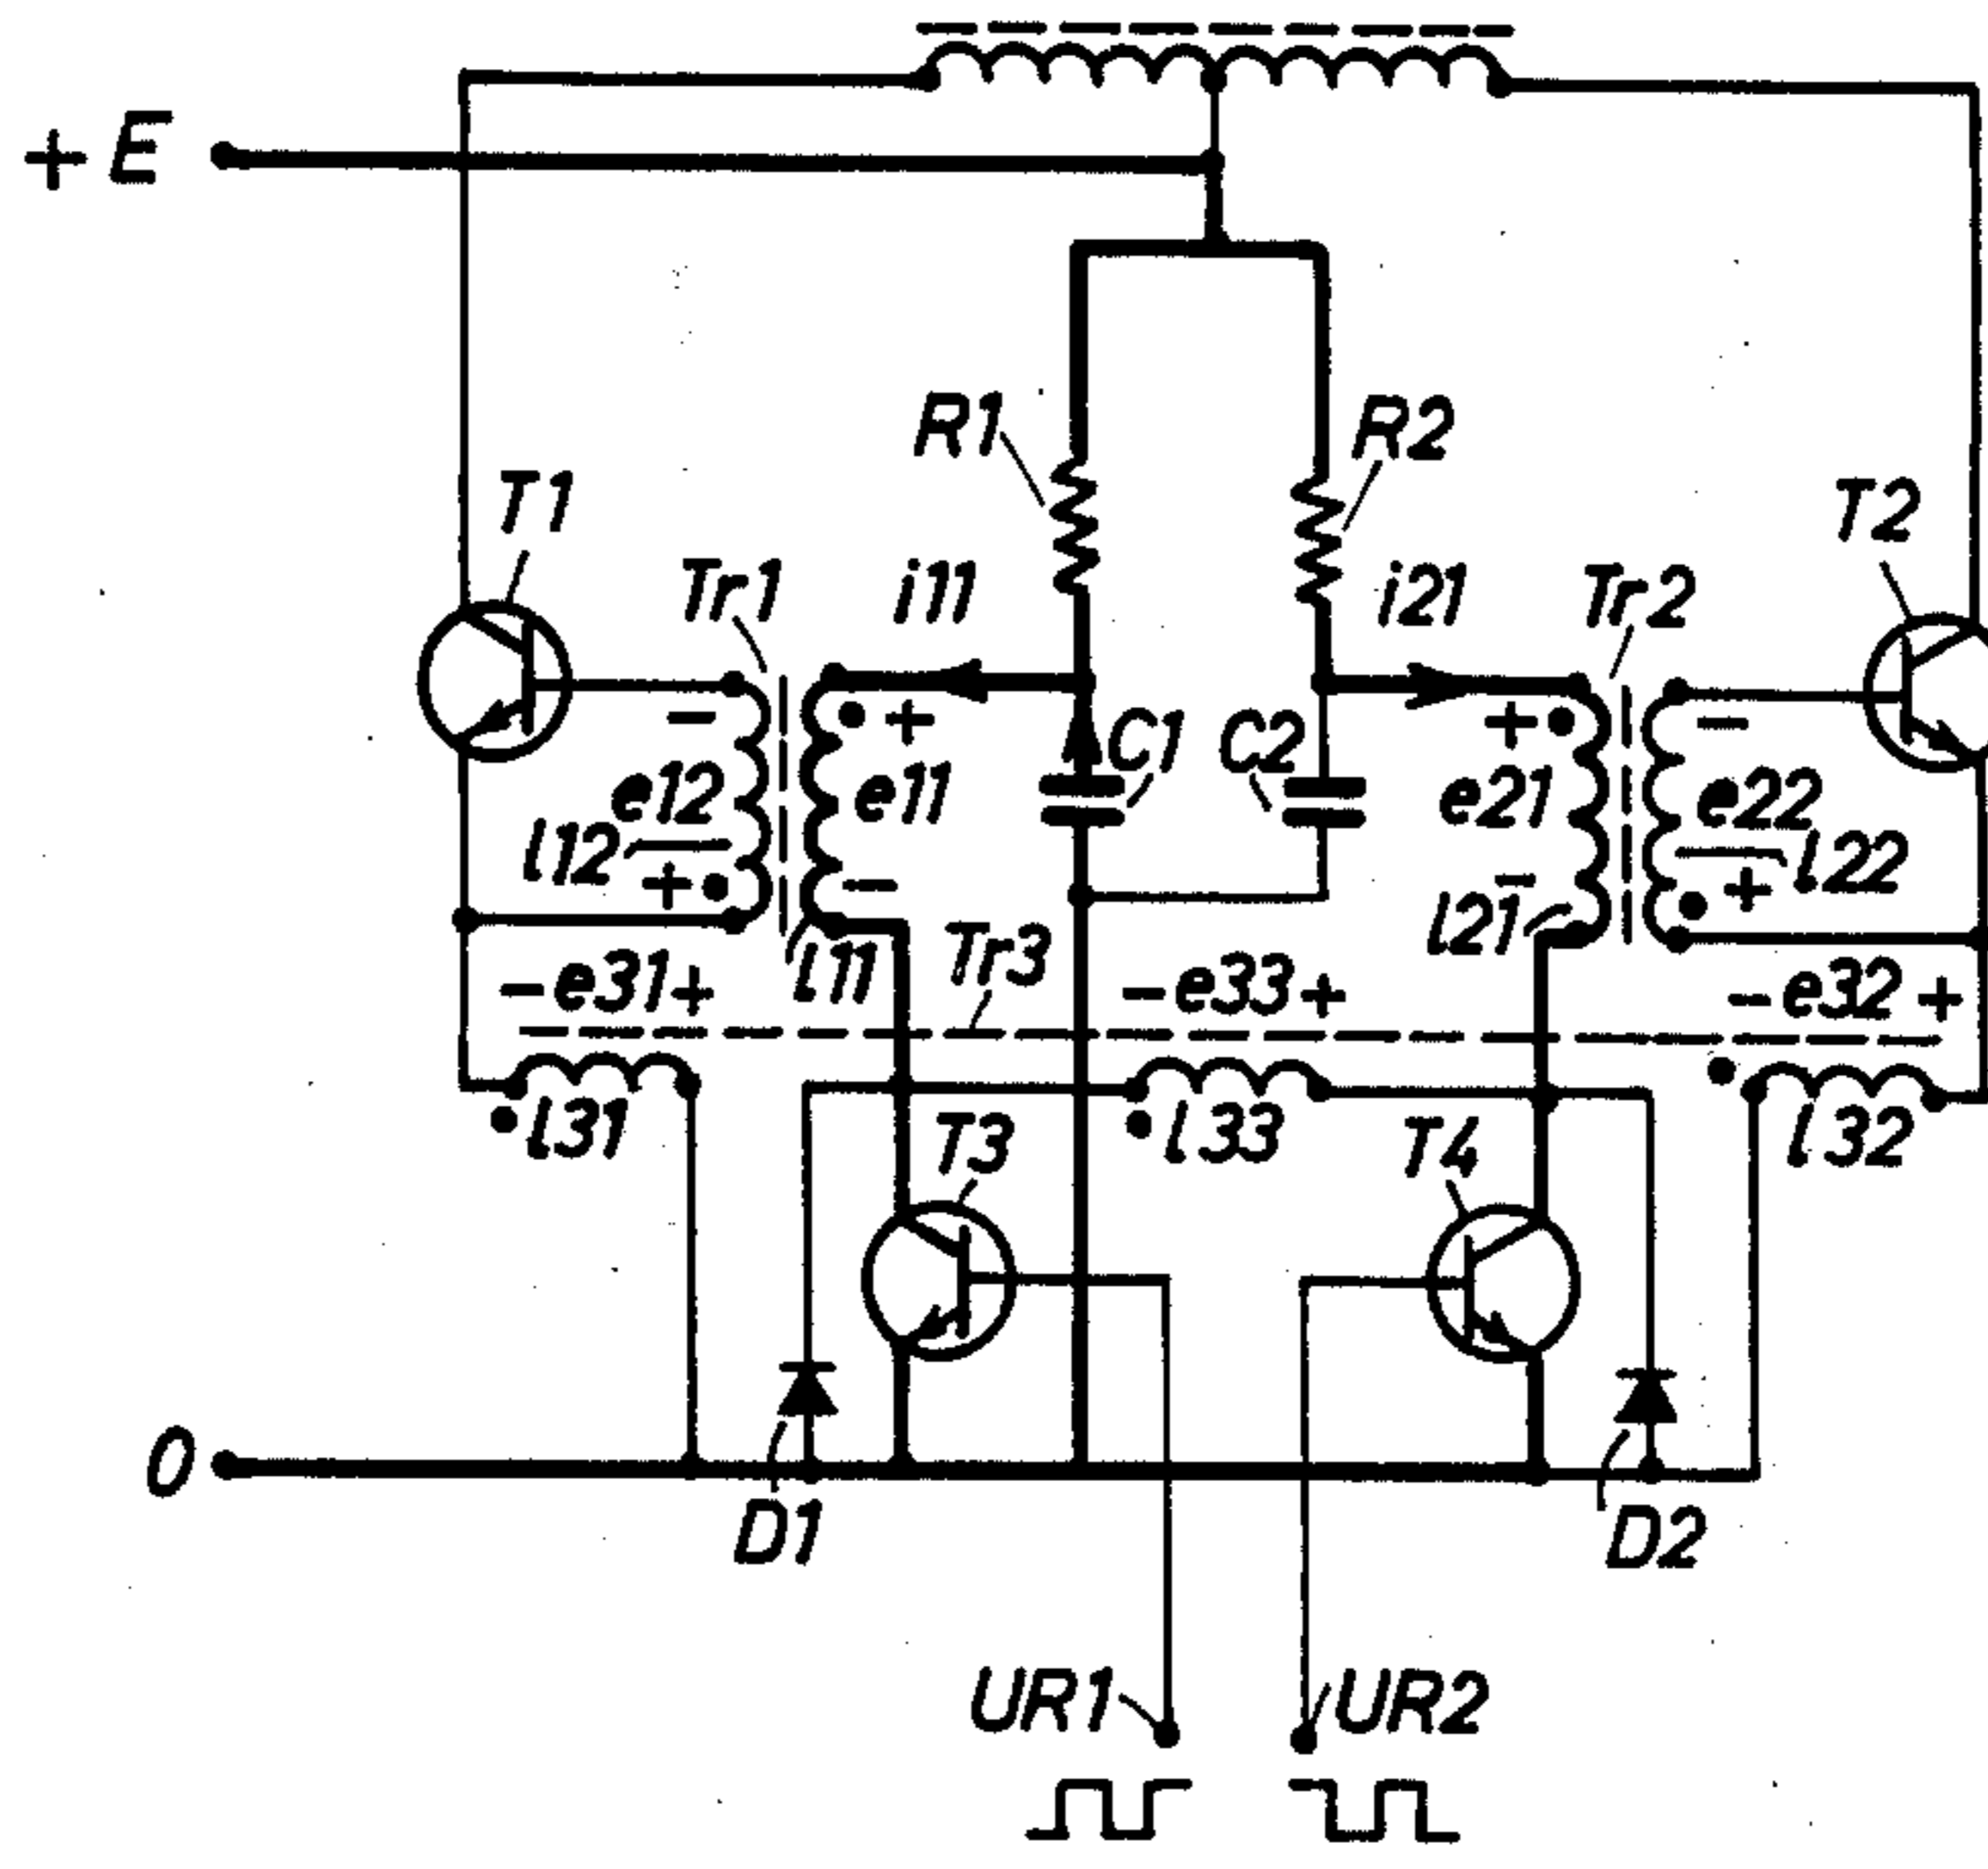 + E
R1
R2
T1
T2
Tr1
i11
i21
Tr2
- + + -
C1 C2
e12 e11
e21 e22
l12
l22
+ - - +
l21
- e31 +
l11
Tr3
- e33 +
- e32 +
l31
T3
l33
T4
l32
0
D1
D2
UR1
UR2